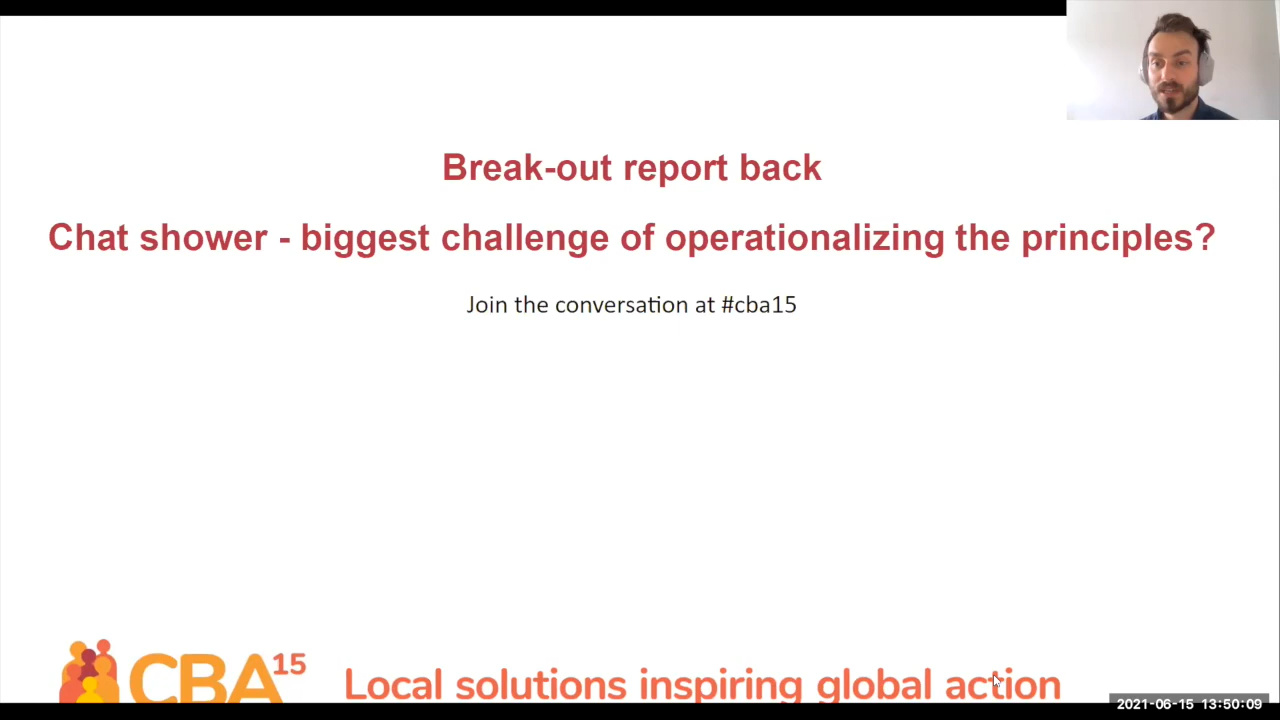 Break-out report back
Chat shower - biggest challenge of operationalizing the principles?
Join the conversation at #cba15
CBA15
Local solutions inspiring global action
2021-06-15 13:50:09